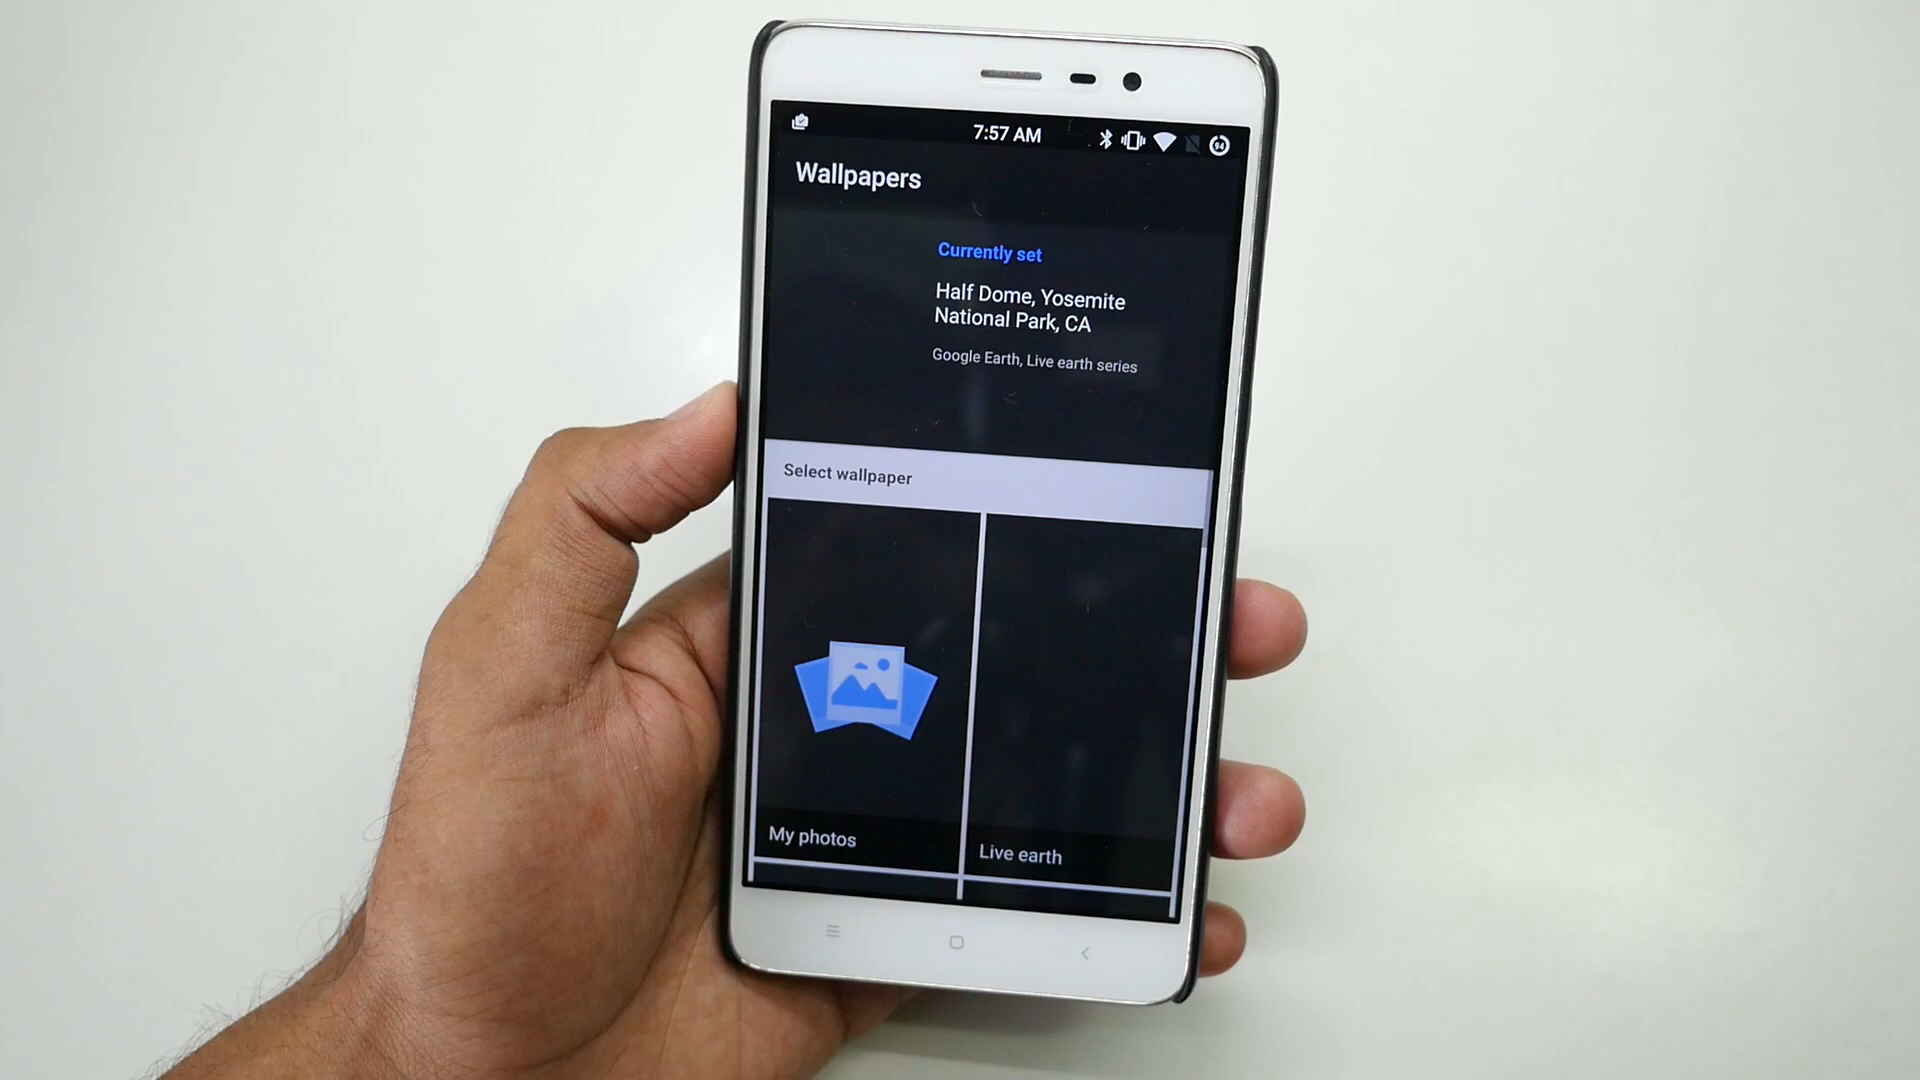 7:57 AM
94
Wallpapers
Currently set
Half Dome, Yosemite
National Park, CA
Google Earth, Live earth series
Select wallpaper
My photos
Live earth